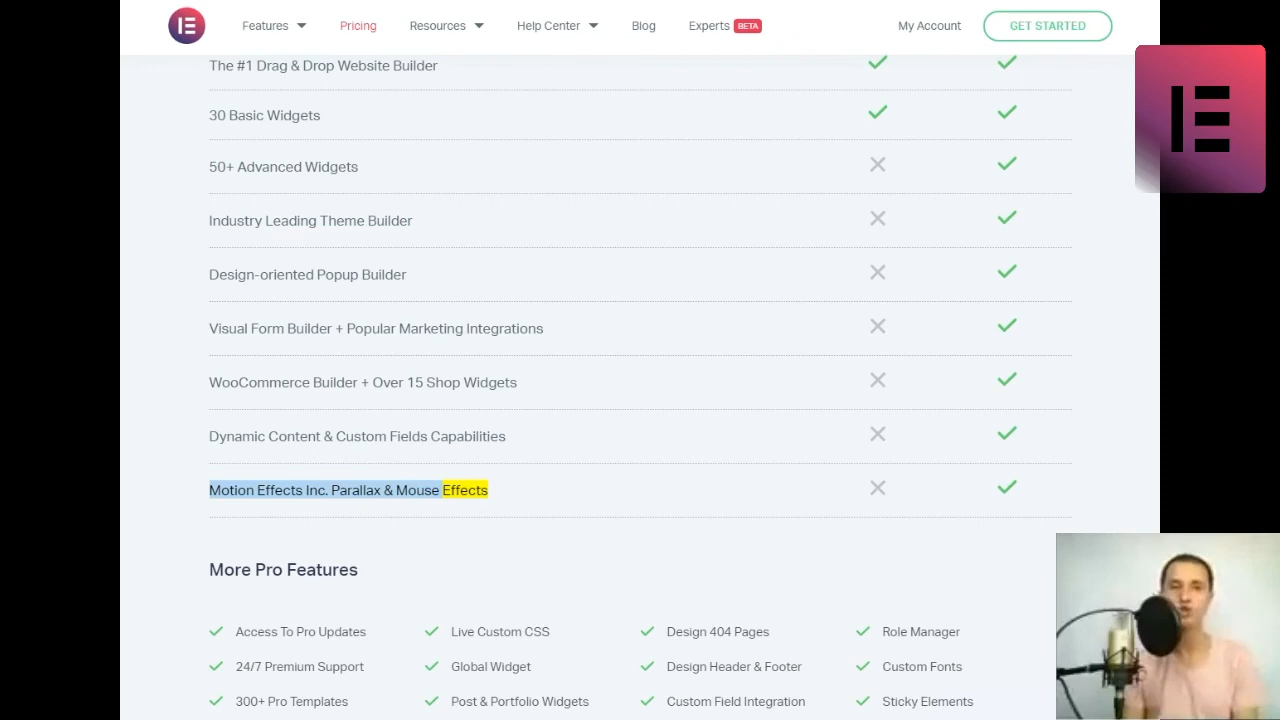 Features Pricing Resources Help Center Blog Experts BETA My Account GET STARTED
The #1 Drag & Drop Website Builder
30 Basic Widgets
50+ Advanced Widgets
Industry Leading Theme Builder
Design-oriented Popup Builder
Visual Form Builder + Popular Marketing Integrations
WooCommerce Builder + Over 15 Shop Widgets
Dynamic Content & Custom Fields Capabilities
Motion Effects Inc. Parallax & Mouse Effects
More Pro Features
Access To Pro Updates Live Custom CSS Design 404 Pages Role Manager
24/7 Premium Support Global Widget Design Header & Footer Custom Fonts
300+ Pro Templates Post & Portfolio Widgets Custom Field Integration Sticky Elements